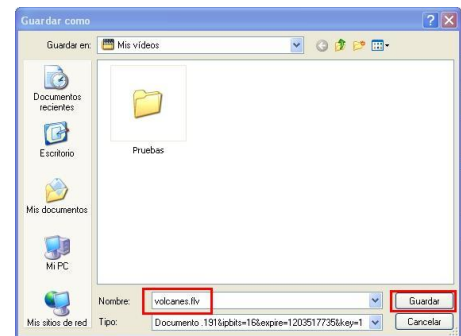 Guardar como
Guardar en:
Mis vídeos
Documentos
recientes
Escritorio
Mis documentos
Mi PC
Mis sitios de red
Pruebas
Nombre:
volcanes.flv
Guardar
Tipo:
Documento .191&ipbits=16&expire=1203517735&key=1
Cancelar